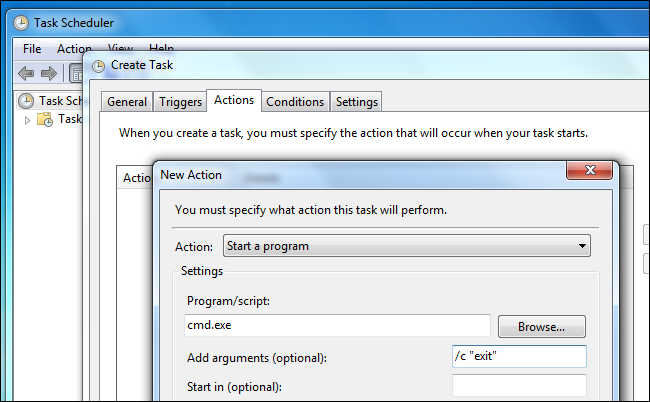 Task Scheduler
File Action View Help
Create Task
Task Sch
Task
General Triggers Actions Conditions Settings
When you create a task, you must specify the action that will occur when your task starts.
Action
New Action
You must specify what action this task will perform.
Action: Start a program
Settings
Program/script:
cmd.exe Browse...
Add arguments (optional): /c "exit"
Start in (optional):